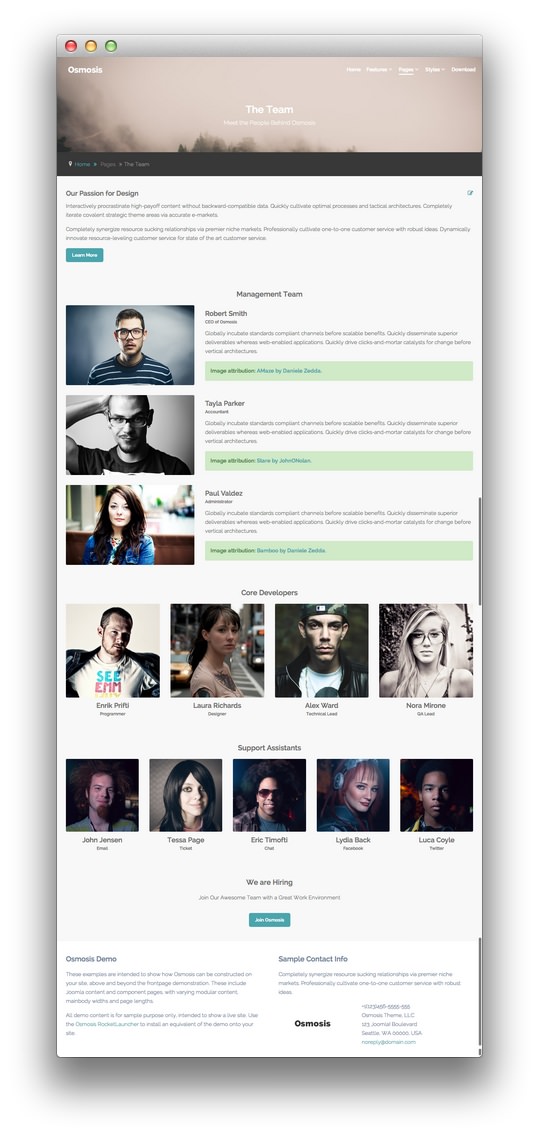 Osmosis
Home Features Pages Styles Download
The Team
Meet the People Behind Osmosis
Home » Pages » The Team
Our Passion for Design
Interactively procrastinate high-payoff content without backward-compatible data. Quickly cultivate optimal processes and tactical architectures. Completely
iterate covalent strategic theme areas via accurate e-markets.
Completely synergize resource sucking relationships via premier niche markets. Professionally cultivate one-to-one customer service with robust ideas. Dynamically
innovate resource-leveling customer service for state of the art customer service.
Learn More
Management Team
Robert Smith
CEO of Osmosis
Globally incubate standards compliant channels before scalable benefits. Quickly disseminate superior
deliverables whereas web-enabled applications. Quickly drive clicks-and-mortar catalysts for change before
vertical architectures.
Image attribution: AMaze by Daniele Zedda.
Tayla Parker
Accountant
Globally incubate standards compliant channels before scalable benefits. Quickly disseminate superior
deliverables whereas web-enabled applications. Quickly drive clicks-and-mortar catalysts for change before
vertical architectures.
Image attribution: Stare by JohnONolan.
Paul Valdez
Administrator
Globally incubate standards compliant channels before scalable benefits. Quickly disseminate superior
deliverables whereas web-enabled applications. Quickly drive clicks-and-mortar catalysts for change before
vertical architectures.
Image attribution: Bamboo by Daniele Zedda.
Core Developers
SEE
EMM
Enrik Prifti
Programmer
Laura Richards
Designer
Alex Ward
Technical Lead
Nora Mirone
QA Lead
Support Assistants
John Jensen
Email
Tessa Page
Ticket
Eric Timofti
Chat
Lydia Back
Facebook
Luca Coyle
Twitter
We are Hiring
Join Our Awesome Team with a Great Work Environment
Join Osmosis
Osmosis Demo
These examples are intended to show how Osmosis can be constructed on
your site, above and beyond the frontpage demonstration. These include
Joomla content and component pages, with varying modular content,
mainbody widths and page lengths.
All demo content is for sample purpose only, intended to show a live site. Use
the Osmosis RocketLauncher to install an equivalent of the demo onto your
site.
Sample Contact Info
Completely synergize resource sucking relationships via premier niche
markets. Professionally cultivate one-to-one customer service with robust
ideas.
Osmosis
+1(123)456-5555-555
Osmosis Theme, LLC
123 Joomla! Boulevard
Seattle, WA 00000, USA
noreply@domain.com